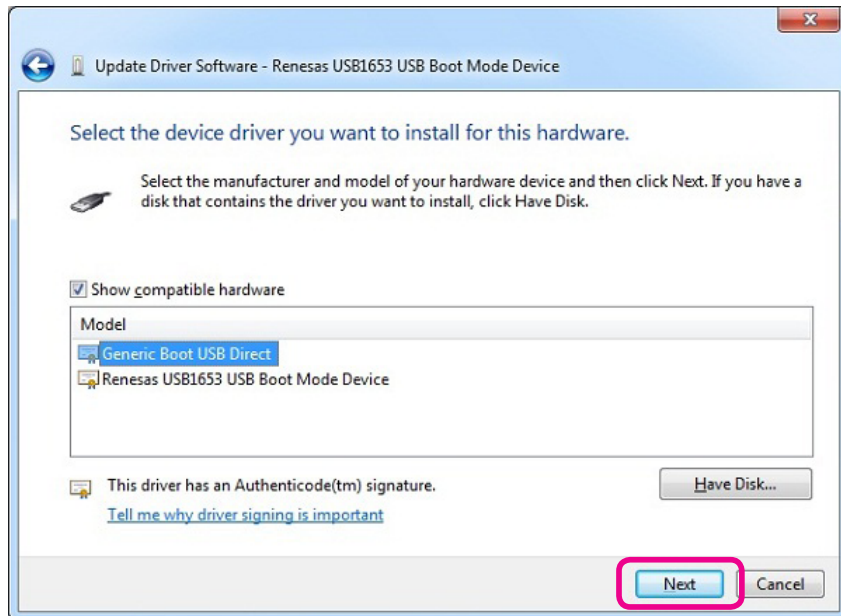 Update Driver Software - Renesas USB1653 USB Boot Mode Device
Select the device driver you want to install for this hardware.
Select the manufacturer and model of your hardware device and then click Next. If you have a
disk that contains the driver you want to install, click Have Disk.
Show compatible hardware
Model
Generic Boot USB Direct
Renesas USB1653 USB Boot Mode Device
This driver has an Authenticode(tm) signature.
Have Disk...
Tell me why driver signing is important
Next
Cancel